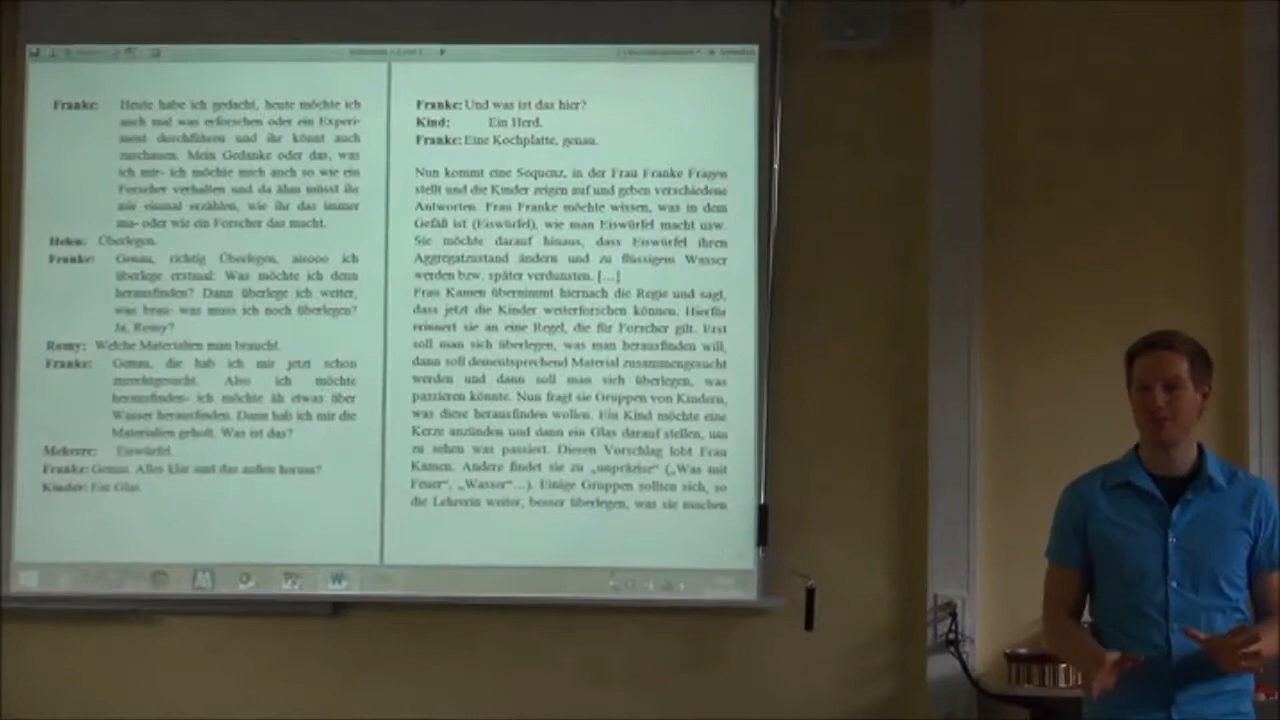 Franke: Heute habe ich gedacht, heute möchte ich
auch mal was erforschen oder ein Experi-
ment durchführen und ihr könnt auch
zuschauen. Mein Gedanke oder das, was
ich mir- ich möchte mich auch so wie ein
Forscher verhalten und da ähm müsst ihr
mir einmal erzählen, wie ihr das immer
ma- oder wie ein Forscher das macht.
Helen: Überlegen.
Franke: Genau, richtig Überlegen, alsooo ich
überlege erstmal: Was möchte ich denn
herausfinden? Dann überlege ich weiter,
was brau- was muss ich noch überlegen?
Ja, Remy?
Remy: Welche Materialien man braucht.
Franke: Genau, die hab ich mir jetzt schon
zurechtgesucht. Also ich möchte
herausfinden- ich möchte äh etwas über
Wasser herausfinden. Dann hab ich mir die
Materialien geholt. Was ist das?
Mehrere: Eiswürfel.
Franke: Genau. Alles klar und das außen herum?
Kinder: Ein Glas.
Franke: Und was ist das hier?
Kind: Ein Herd.
Franke: Eine Kochplatte, genau.
Nun kommt eine Sequenz, in der Frau Franke Fragen
stellt und die Kinder zeigen auf und geben verschiedene
Antworten. Frau Franke möchte wissen, was in dem
Gefäß ist (Eiswürfel), wie man Eiswürfel macht usw.
Sie möchte darauf hinaus, dass Eiswürfel ihren
Aggregatzustand ändern und zu flüssigem Wasser
werden bzw. später verdunsten. [...]
Frau Kamen übernimmt hiernach die Regie und sagt,
dass jetzt die Kinder weiterforschen können. Hierfür
erinnert sie an eine Regel, die für Forscher gilt. Erst
soll man sich überlegen, was man herausfinden will,
dann soll dementsprechend Material zusammengesucht
werden und dann soll man sich überlegen, was
passieren könnte. Nun fragt sie Gruppen von Kindern,
was diese herausfinden wollen. Ein Kind möchte eine
Kerze anzünden und dann ein Glas darauf stellen, um
zu sehen was passiert. Diesen Vorschlag lobt Frau
Kamen. Andere findet sie zu „unpräzise“ („Was mit
Feuer“, „Wasser“...). Einige Gruppen sollten sich, so
die Lehrerin weiter, besser überlegen, was sie machen